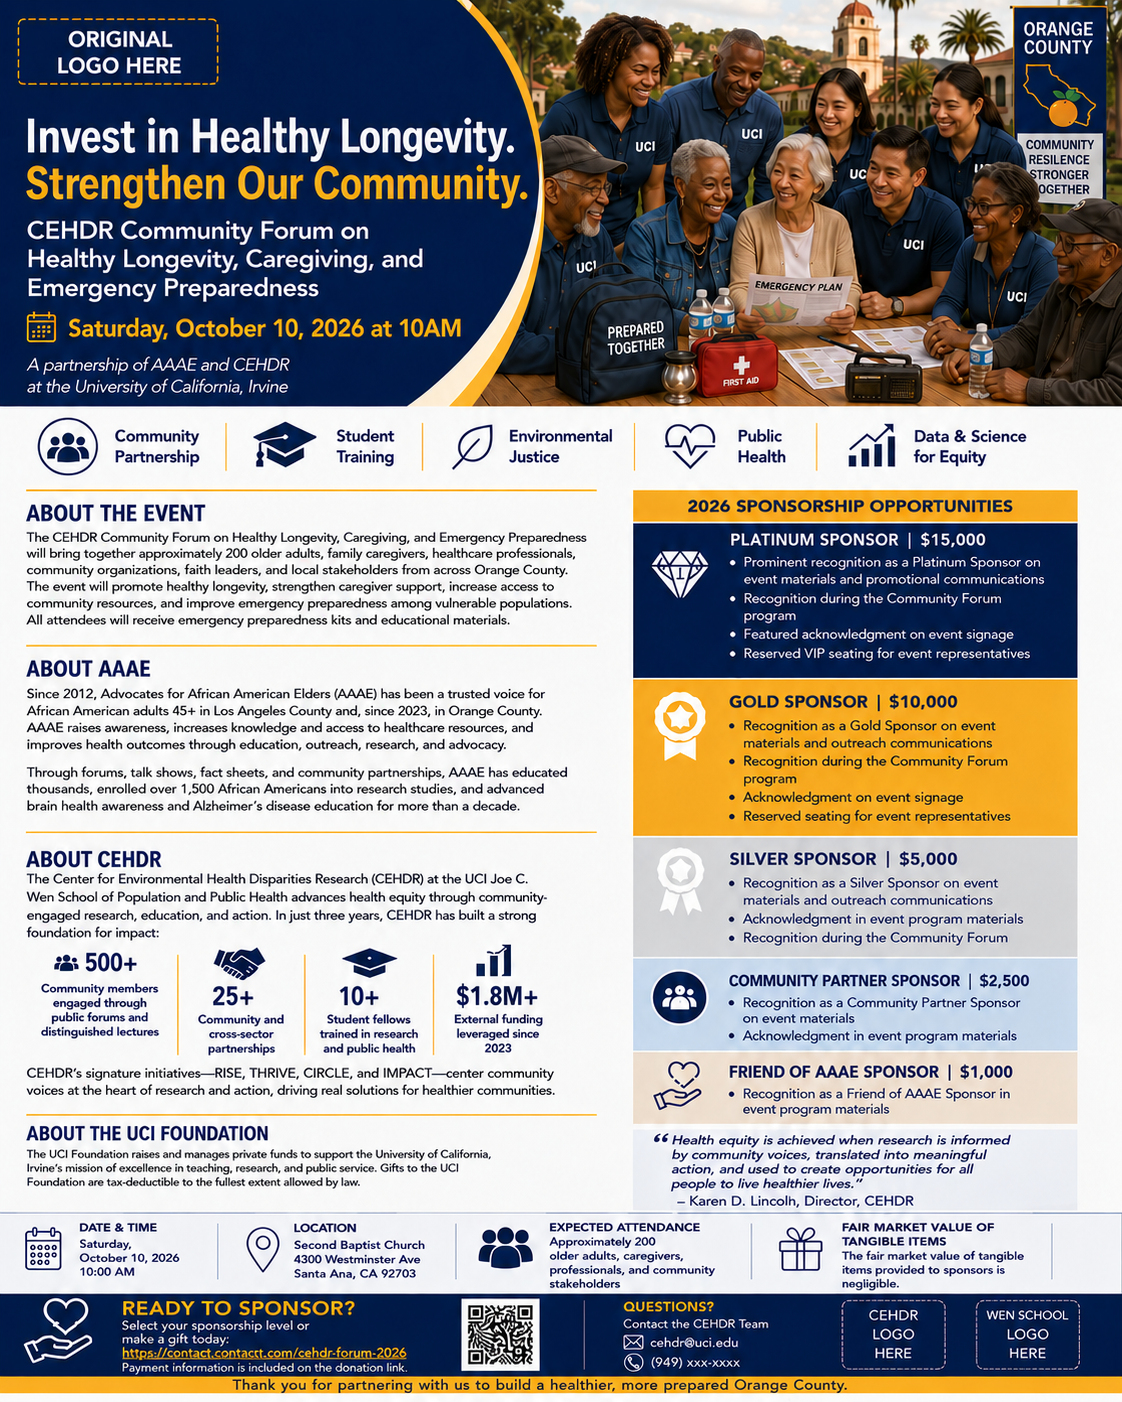 ORIGINAL
LOGO HERE
Invest in Healthy Longevity.
Strengthen Our Community.
CEHDR Community Forum on
Healthy Longevity, Caregiving, and
Emergency Preparedness
Saturday, October 10, 2026 at 10AM
A partnership of AAAE and CEHDR
at the University of California, Irvine
ORANGE
COUNTY
COMMUNITY
RESILENCE
STRONGER
TOGETHER
UCI
UCI
UCI
UCI
UCI
UCI
EMERGENCY PLAN
PREPARED
TOGETHER
FIRST AID
Community
Partnership
Student
Training
Environmental
Justice
Public
Health
Data & Science
for Equity
ABOUT THE EVENT
The CEHDR Community Forum on Healthy Longevity, Caregiving, and Emergency Preparedness
will bring together approximately 200 older adults, family caregivers, healthcare professionals,
community organizations, faith leaders, and local stakeholders from across Orange County.
The event will promote healthy longevity, strengthen caregiver support, increase access to
community resources, and improve emergency preparedness among vulnerable populations.
All attendees will receive emergency preparedness kits and educational materials.
ABOUT AAAE
Since 2012, Advocates for African American Elders (AAAE) has been a trusted voice for
African American adults 45+ in Los Angeles County and, since 2023, in Orange County.
AAAE raises awareness, increases knowledge and access to healthcare resources, and
improves health outcomes through education, outreach, research, and advocacy.
Through forums, talk shows, fact sheets, and community partnerships, AAAE has educated
thousands, enrolled over 1,500 African Americans into research studies, and advanced
brain health awareness and Alzheimer's disease education for more than a decade.
ABOUT CEHDR
The Center for Environmental Health Disparities Research (CEHDR) at the UCI Joe C.
Wen School of Population and Public Health advances health equity through community-
engaged research, education, and action. In just three years, CEHDR has built a strong
foundation for impact:
500+
Community members
engaged through
public forums and
distinguished lectures
25+
Community and
cross-sector
partnerships
10+
Student fellows
trained in research
and public health
$1.8M+
External funding
leveraged since
2023
CEHDR's signature initiatives—RISE, THRIVE, CIRCLE, and IMPACT—center community
voices at the heart of research and action, driving real solutions for healthier communities.
ABOUT THE UCI FOUNDATION
The UCI Foundation raises and manages private funds to support the University of California,
Irvine's mission of excellence in teaching, research, and public service. Gifts to the UCI
Foundation are tax-deductible to the fullest extent allowed by law.
2026 SPONSORSHIP OPPORTUNITIES
PLATINUM SPONSOR | $15,000
• Prominent recognition as a Platinum Sponsor on
event materials and promotional communications
• Recognition during the Community Forum
program
• Featured acknowledgment on event signage
• Reserved VIP seating for event representatives
GOLD SPONSOR | $10,000
• Recognition as a Gold Sponsor on event
materials and outreach communications
• Recognition during the Community Forum
program
• Acknowledgment on event signage
• Reserved seating for event representatives
SILVER SPONSOR | $5,000
• Recognition as a Silver Sponsor on event
materials and outreach communications
• Acknowledgment in event program materials
• Recognition during the Community Forum
COMMUNITY PARTNER SPONSOR | $2,500
• Recognition as a Community Partner Sponsor
on event materials
• Acknowledgment in event program materials
FRIEND OF AAAE SPONSOR | $1,000
• Recognition as a Friend of AAAE Sponsor in
event program materials
“ Health equity is achieved when research is informed
by community voices, translated into meaningful
action, and used to create opportunities for all
people to live healthier lives.”
– Karen D. Lincolh, Director, CEHDR
DATE & TIME
Saturday,
October 10, 2026
10:00 AM
LOCATION
Second Baptist Church
4300 Westminster Ave
Santa Ana, CA 92703
EXPECTED ATTENDANCE
Approximately 200
older adults, caregivers,
professionals, and community
stakeholders
FAIR MARKET VALUE OF
TANGIBLE ITEMS
The fair market value of tangible
items provided to sponsors is
negligible.
READY TO SPONSOR?
Select your sponsorship level or
make a gift today:
https://contact.contactt.com/cehdr-forum-2026
Payment information is included on the donation link.
QUESTIONS?
Contact the CEHDR Team
cehdr@uci.edu
(949) xxx-xxxx
CEHDR
LOGO
HERE
WEN SCHOOL
LOGO
HERE
Thank you for partnering with us to build a healthier, more prepared Orange County.